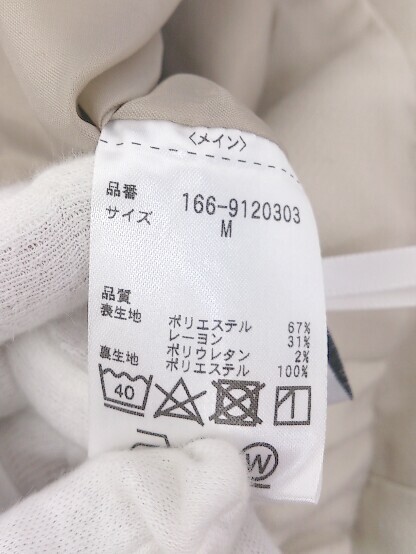 〈メイン〉
品番 166-9120303
サイズ M
品質
表生地 ポリエステル 67%
レーヨン 31%
ポリウレタン 2%
裏生地 ポリエステル 100%
40
W